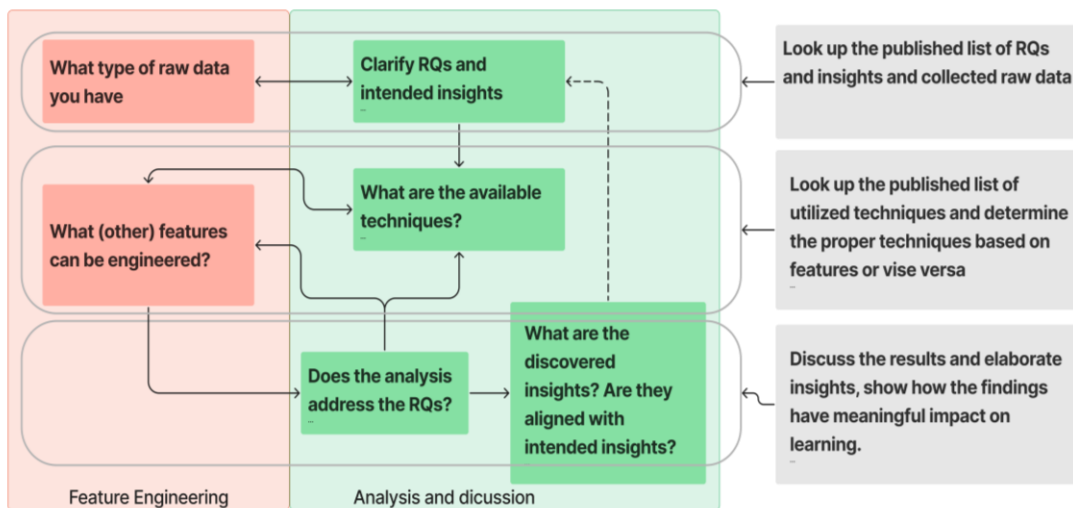 What type of raw data
you have
Clarify RQs and
intended insights
Look up the published list of RQs
and insights and collected raw data
What (other) features
can be engineered?
What are the available
techniques?
Look up the published list of
utilized techniques and determine
the proper techniques based on
features or vise versa
Does the analysis
address the RQs?
What are the
discovered
insights? Are they
aligned with
intended insights?
Discuss the results and elaborate
insights, show how the findings
have meaningful impact on
learning.
Feature Engineering
Analysis and dicussion